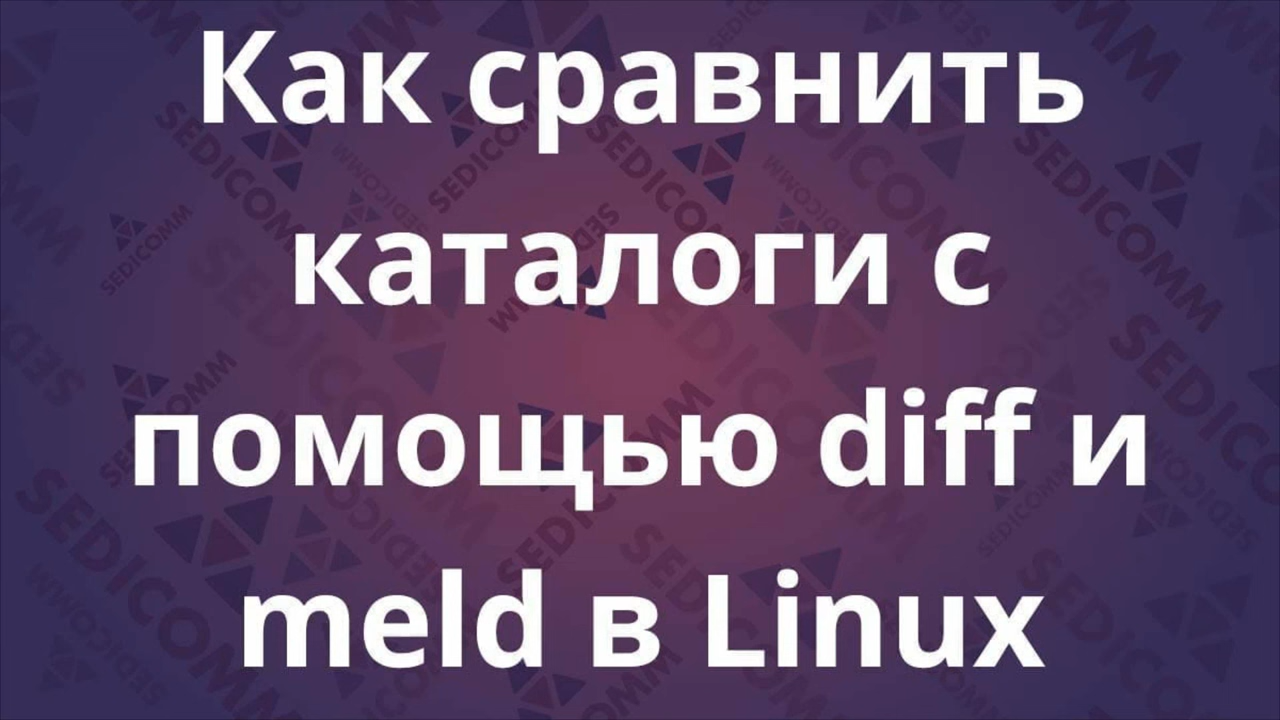 Как сравнить
каталоги с
помощью diff и
meld в Linux